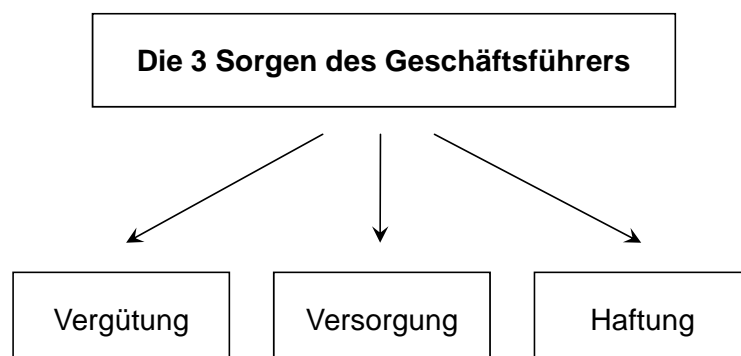 Die 3 Sorgen des Geschäftsführers
Vergütung
Versorgung
Haftung